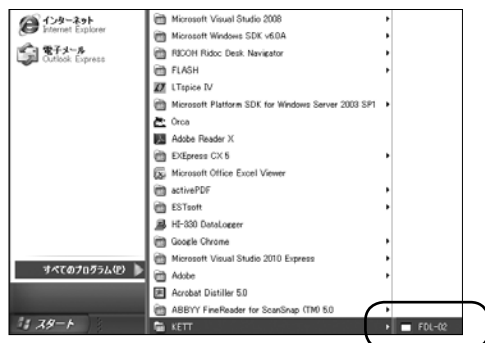 インターネット
Internet Explorer
電子メール
Outlook Express
すべてのプログラム(P)
スタート
Microsoft Visual Studio 2008
Microsoft Windows SDK v6.0A
RICOH Ridoc Desk Navigator
FLASH
LTspice IV
Microsoft Platform SDK for Windows Server 2003 SP1
Orca
Adobe Reader X
EXEpress CX 5
Microsoft Office Excel Viewer
activePDF
ESTsoft
HI-330 DataLogger
Google Chrome
Microsoft Visual Studio 2010 Express
Adobe
Acrobat Distiller 5.0
ABBYY FineReader for ScanSnap (TM) 5.0
KETT
FDL-02